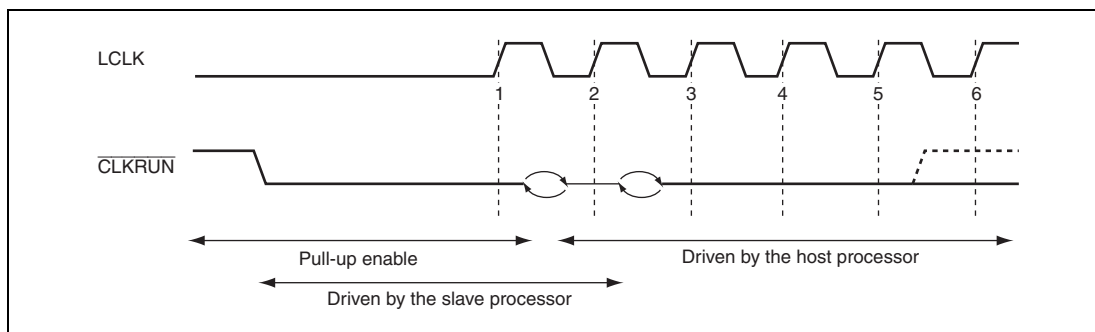 LCLK
1 2 3 4 5 6
CLKRUN
Pull-up enable
Driven by the host processor
Driven by the slave processor